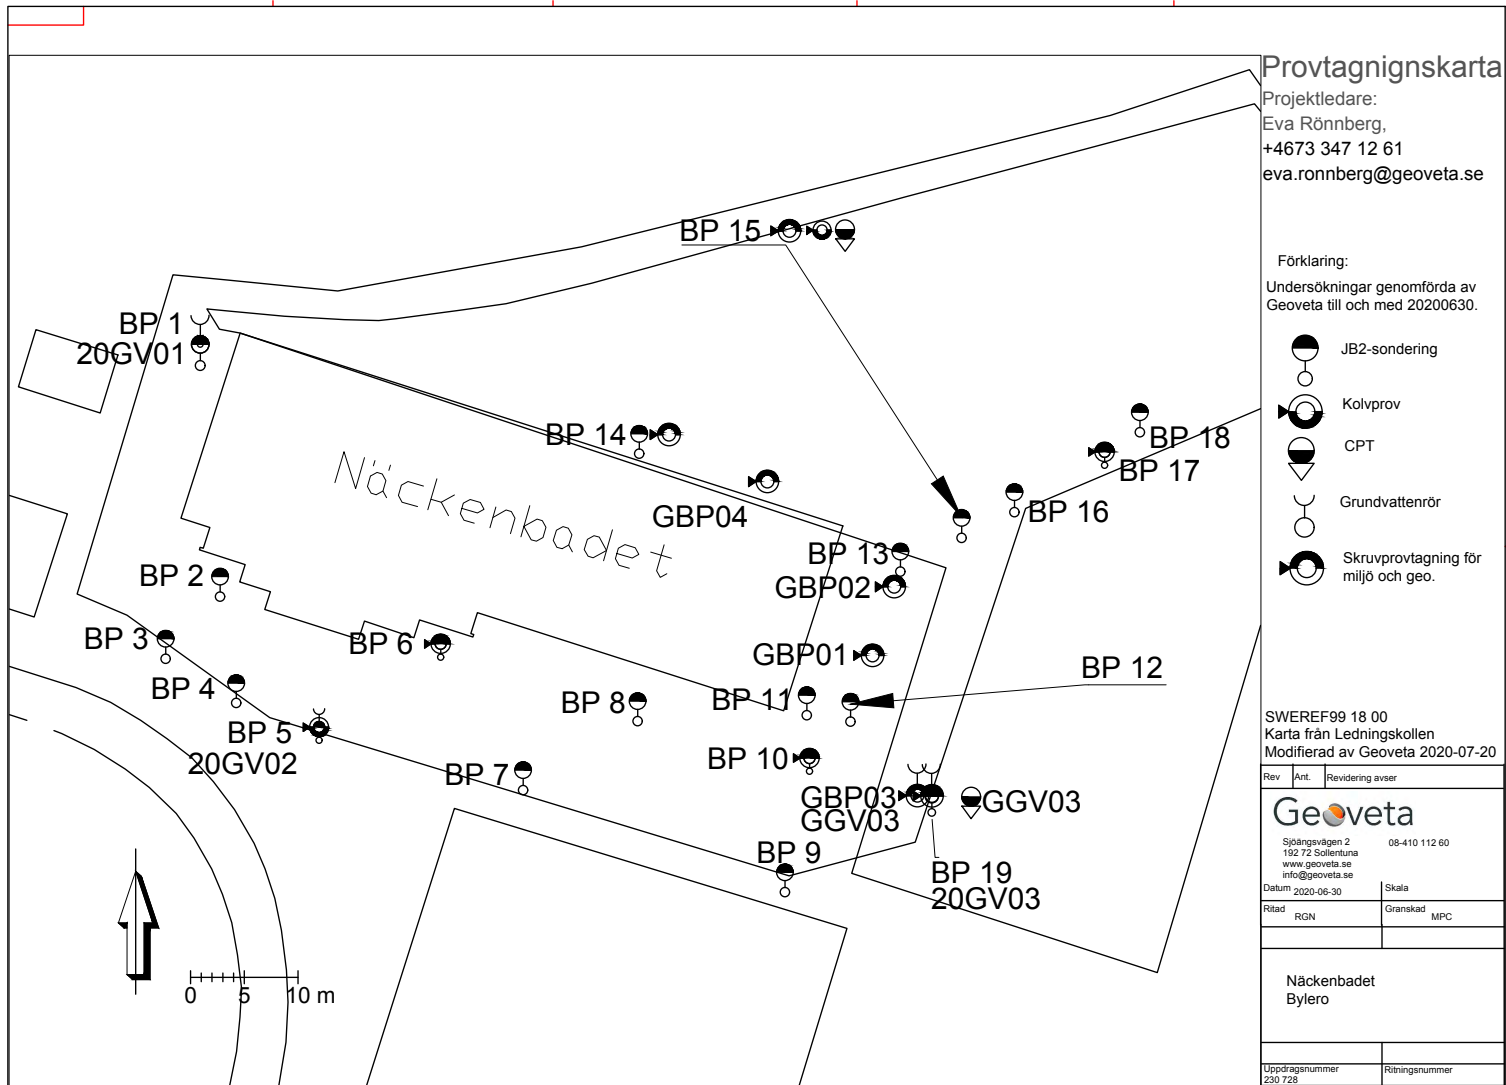 Provtagnignskarta
Projektledare:
Eva Rönnberg,
+4673 347 12 61
eva.ronnberg@geoveta.se
Förklaring:
Undersökningar genomförda av
Geoveta till och med 20200630.
JB2-sondering
Kolvprov
CPT
Grundvattenrör
Skruvprovtagning för
miljö och geo.
SWEREF99 18 00
Karta från Ledningskollen
Modifierad av Geoveta 2020-07-20
Rev Ant. Revidering avser
Geoveta
Sjöängsvägen 2 08-410 112 60
192 72 Sollentuna
www.geoveta.se
info@geoveta.se
Datum 2020-06-30 Skala
Ritad RGN Granskad MPC
Näckenbadet
Bylero
Uppdragsnummer Ritningsnummer
230 728
BP 15
BP 1
20GV01
BP 14
BP 18
BP 17
Näckenbadet
GBP04
BP 16
BP 13
BP 2
GBP02
BP 3
BP 6
GBP01
BP 12
BP 4
BP 8
BP 11
BP 5
20GV02
BP 10
BP 7
GBP03
GGV03
GGV03
BP 9
BP 19
20GV03
0 5 10 m